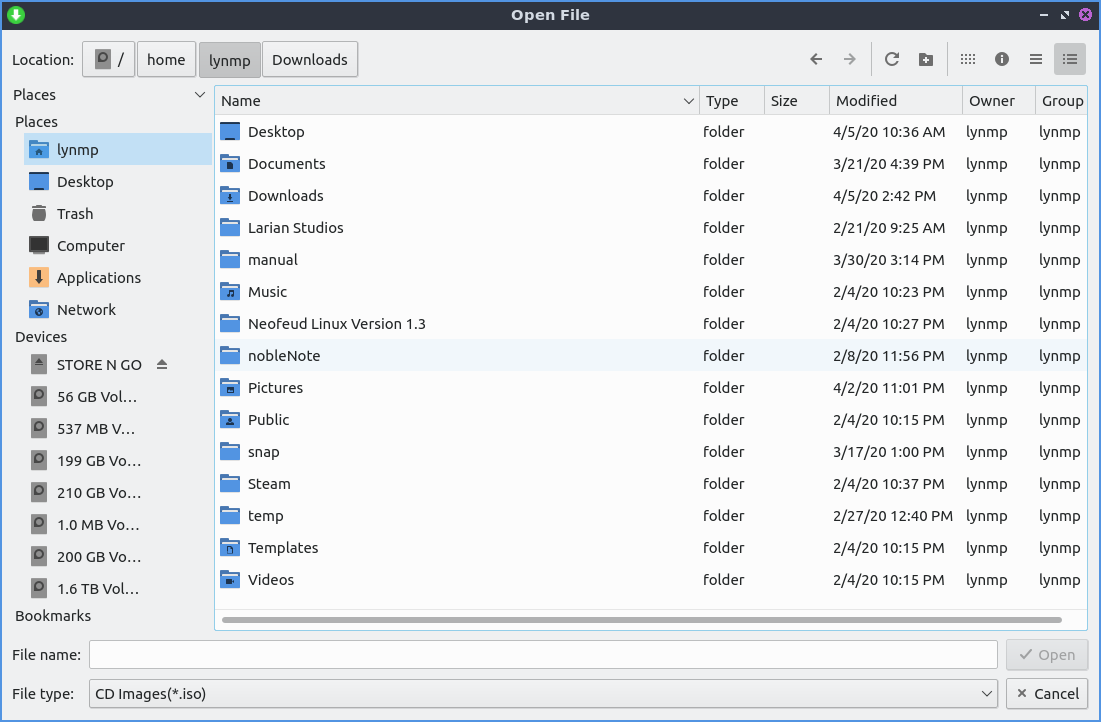 Open File
Location: / home lynmp Downloads
Places
Places
lynmp
Desktop
Trash
Computer
Applications
Network
Devices
STORE N GO
56 GB Vol...
537 MB V...
199 GB Vo...
210 GB Vo...
1.0 MB Vo...
200 GB Vo...
1.6 TB Vol...
Bookmarks
Name Type Size Modified Owner Group
Desktop folder 4/5/20 10:36 AM lynmp lynmp
Documents folder 3/21/20 4:39 PM lynmp lynmp
Downloads folder 4/5/20 2:42 PM lynmp lynmp
Larian Studios folder 2/21/20 9:25 AM lynmp lynmp
manual folder 3/30/20 3:14 PM lynmp lynmp
Music folder 2/4/20 10:23 PM lynmp lynmp
Neofeud Linux Version 1.3 folder 2/4/20 10:27 PM lynmp lynmp
nobleNote folder 2/8/20 11:56 PM lynmp lynmp
Pictures folder 4/2/20 11:01 PM lynmp lynmp
Public folder 2/4/20 10:15 PM lynmp lynmp
snap folder 3/17/20 1:00 PM lynmp lynmp
Steam folder 2/4/20 10:37 PM lynmp lynmp
temp folder 2/27/20 12:40 PM lynmp lynmp
Templates folder 2/4/20 10:15 PM lynmp lynmp
Videos folder 2/4/20 10:15 PM lynmp lynmp
File name: Open
File type: CD Images(*.iso) Cancel